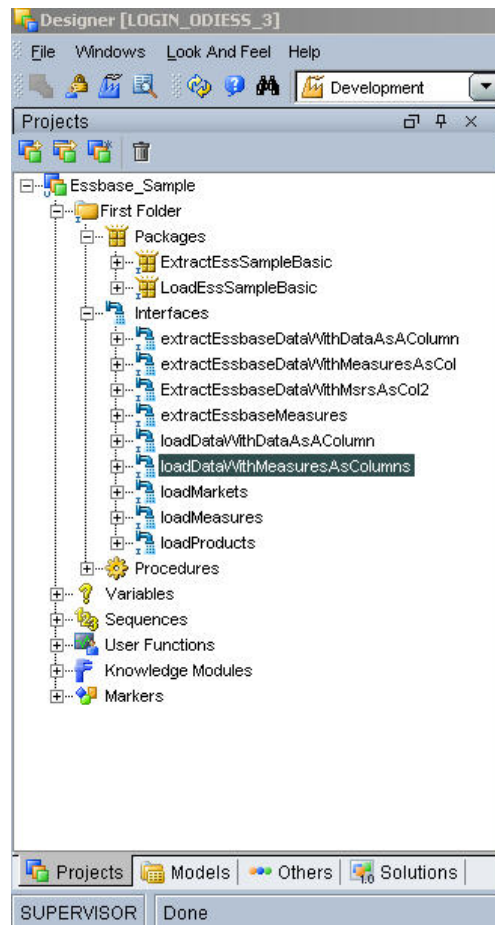 Designer [LOGIN_ODIESS_3]
File Windows Look And Feel Help
Development
Projects
Essbase_Sample
First Folder
Packages
ExtractEssSampleBasic
LoadEssSampleBasic
Interfaces
extractEssbaseDataWithDataAsAColumn
extractEssbaseDataWithMeasuresAsCol
ExtractEssbaseDataWithMsrsAsCol2
extractEssbaseMeasures
loadDataWithDataAsAColumn
loadDataWithMeasuresAsColumns
loadMarkets
loadMeasures
loadProducts
Procedures
Variables
Sequences
User Functions
Knowledge Modules
Markers
Projects Models Others 1.0 Solutions
SUPERVISOR Done